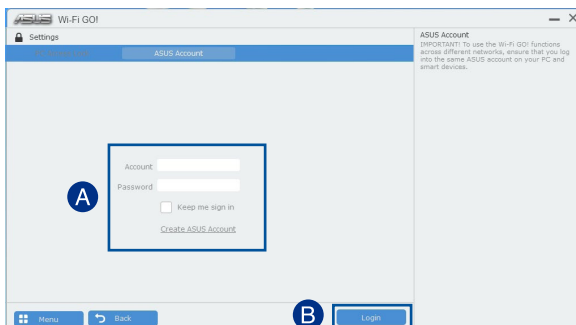 ASUS Wi-Fi GO!
Settings
ASUS Account
ASUS Account
IMPORTANT! To use the Wi-Fi GO! functions
across different networks, ensure that you log
into the same ASUS account on your PC and
smart devices.
A
Account
Password
Keep me sign in
Create ASUS Account
Menu
Back
B
Login